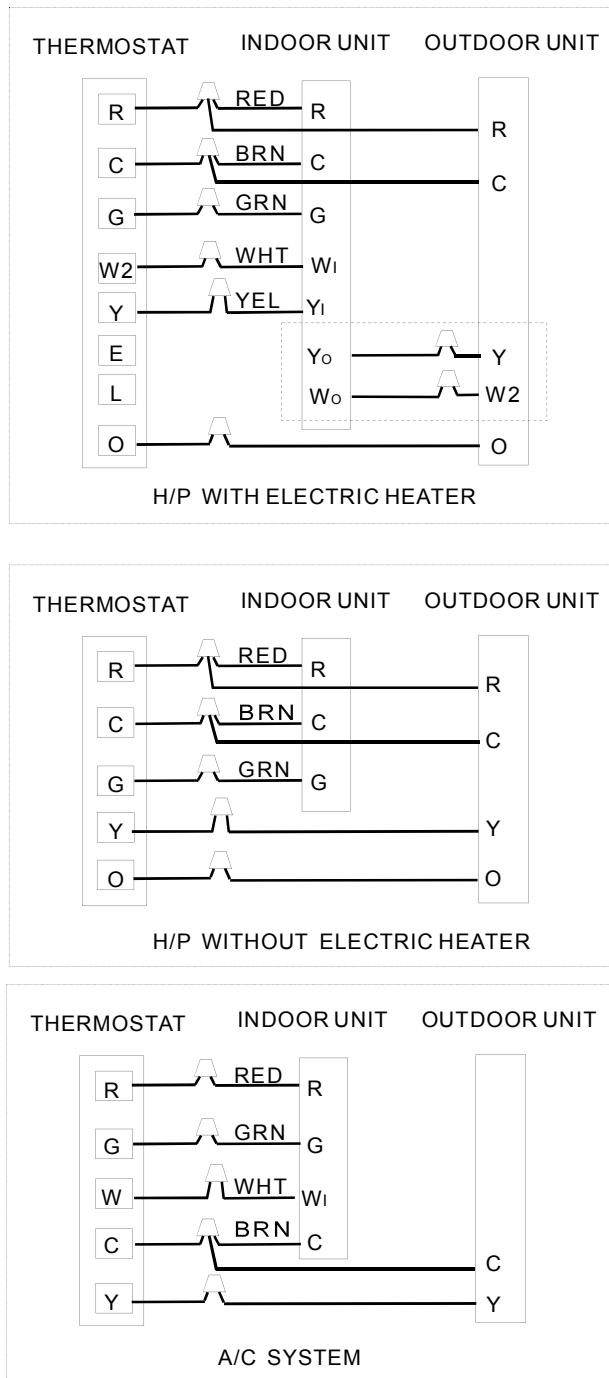 THERMOSTAT INDOOR UNIT OUTDOOR UNIT
R RED R
R
C BRN C
C
G GRN G
W2 WHT WI
Y YEL YI
E YO Y
L WO W2
O O
H/P WITH ELECTRIC HEATER
THERMOSTAT INDOOR UNIT OUTDOOR UNIT
R RED R
R
C BRN C
C
G GRN G
Y Y
O O
H/P WITHOUT ELECTRIC HEATER
THERMOSTAT INDOOR UNIT OUTDOOR UNIT
R RED R
G GRN G
W WHT WI
C BRN C
C
Y Y
A/C SYSTEM